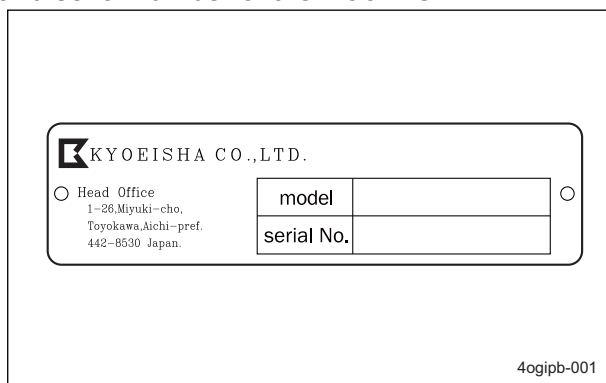 KYOEISHA CO.,LTD.
Head Office
1-26,Miyuki-cho,
Toyokawa,Aichi-pref.
442-8530 Japan.
model
serial No.
4ogipb-001